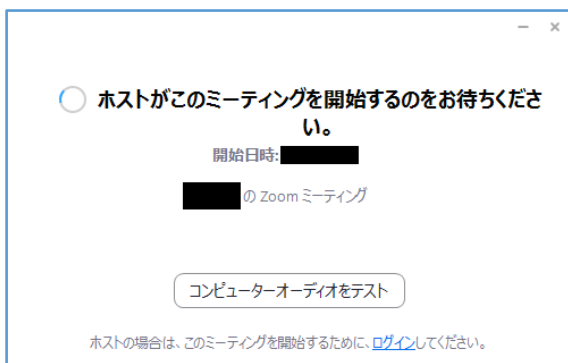 ホストがこのミーティングを開始するのをお待ちくださ
い。
開始日時:
の Zoom ミーティング
コンピューターオーディオをテスト
ホストの場合は、このミーティングを開始するために、ログインしてください。